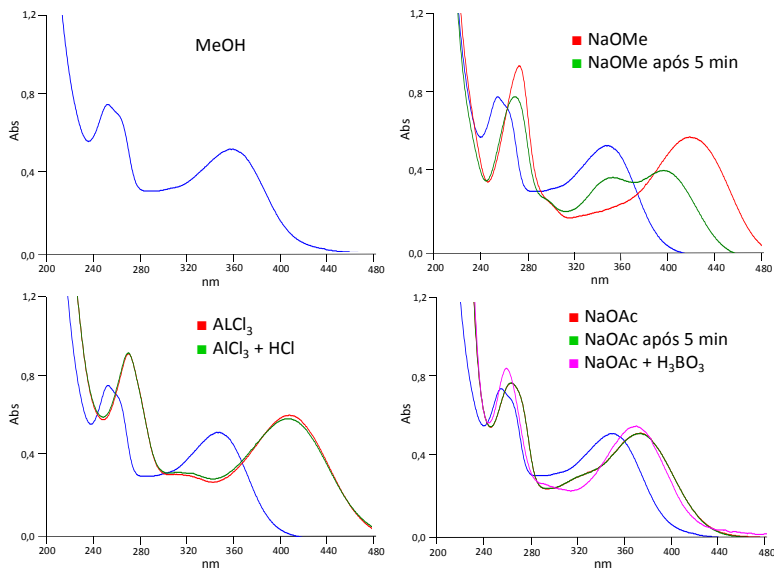 1,2
MeOH
0,8
Abs
0,4
0,0
200 240 280 320 360 400 440 480
nm
1,2
NaOMe
NaOMe após 5 min
0,8
Abs
0,4
0,0
200 240 280 320 360 400 440 480
nm
1,2
ALCl₃
AlCl₃ + HCl
0,8
Abs
0,4
0,0
200 240 280 320 360 400 440 480
nm
1,2
NaOAc
NaOAc após 5 min
NaOAc + H₃BO₃
0,8
Abs
0,4
0,0
200 240 280 320 360 400 440 480
nm